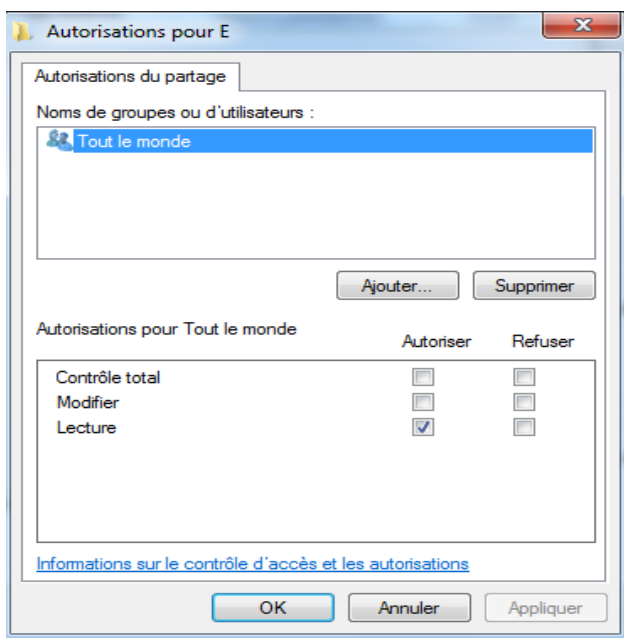 Autorisations pour E
Autorisations du partage
Noms de groupes ou d'utilisateurs :
Tout le monde
Ajouter... Supprimer
Autorisations pour Tout le monde Autoriser Refuser
Contrôle total
Modifier
Lecture
Informations sur le contrôle d'accès et les autorisations
OK Annuler Appliquer